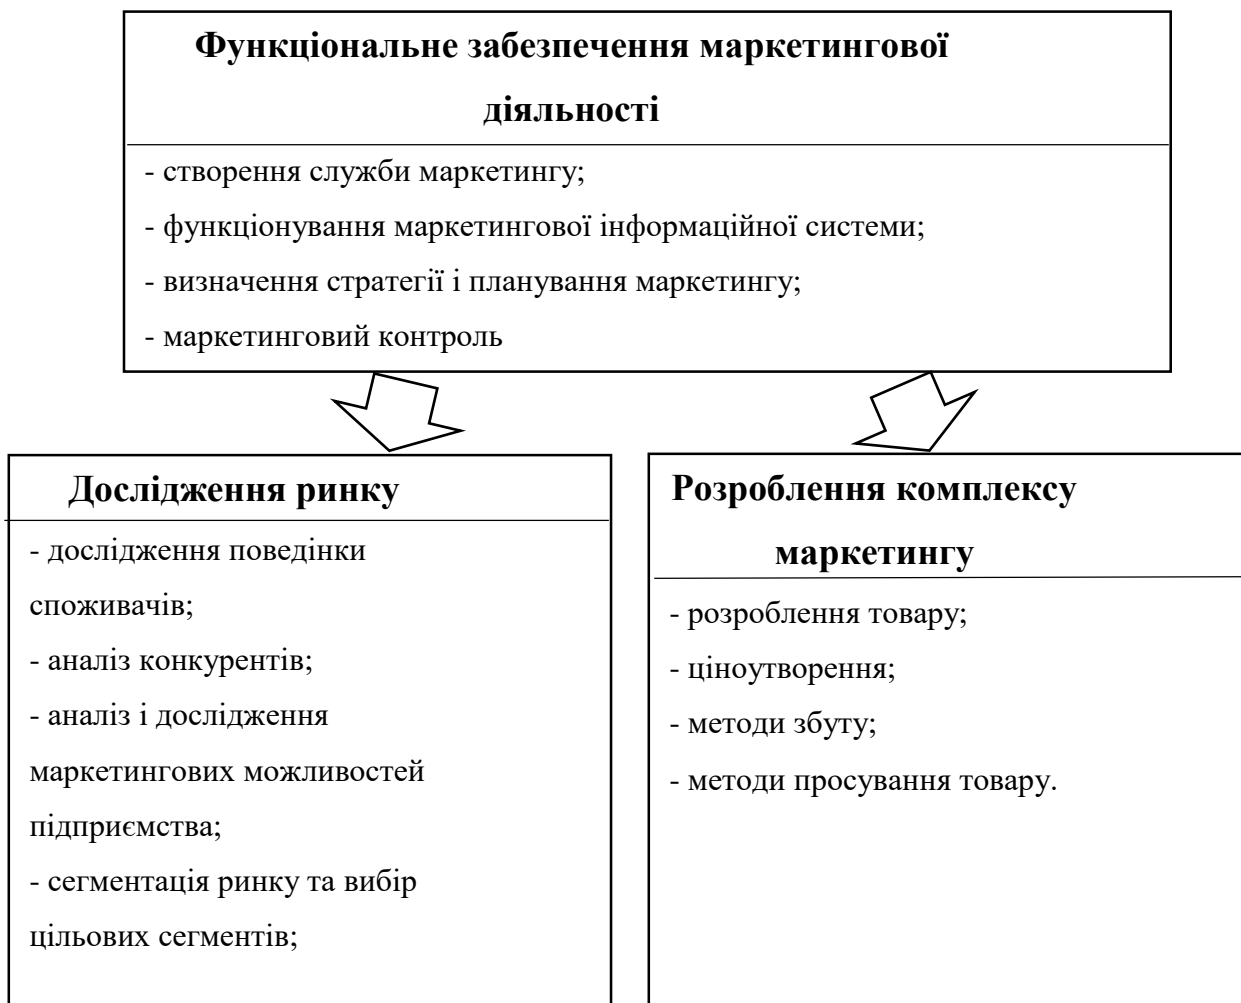 Функціональне забезпечення маркетингової
діяльності
- створення служби маркетингу;
- функціонування маркетингової інформаційної системи;
- визначення стратегії і планування маркетингу;
- маркетинговий контроль
Дослідження ринку
- дослідження поведінки
споживачів;
- аналіз конкурентів;
- аналіз і дослідження
маркетингових можливостей
підприємства;
- сегментація ринку та вибір
цільових сегментів;
Розроблення комплексу
маркетингу
- розроблення товару;
- ціноутворення;
- методи збуту;
- методи просування товару.